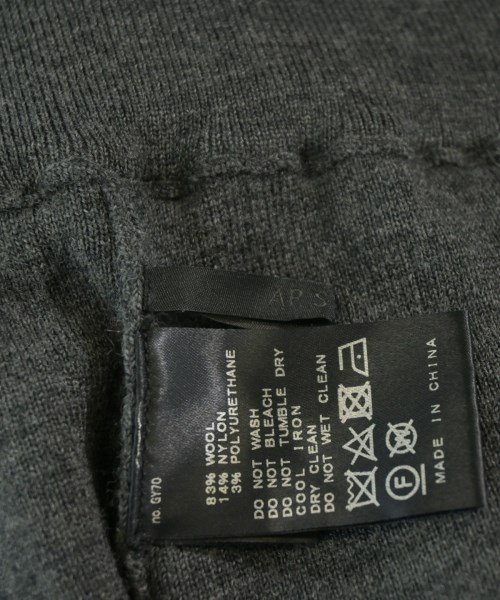 AP S
no. GY70
83% WOOL
14% NYLON
3% POLYURETHANE
DO NOT WASH
DO NOT BLEACH
DO NOT TUMBLE DRY
COOL IRON
DRY CLEAN
DO NOT WET CLEAN
F
MADE IN CHINA